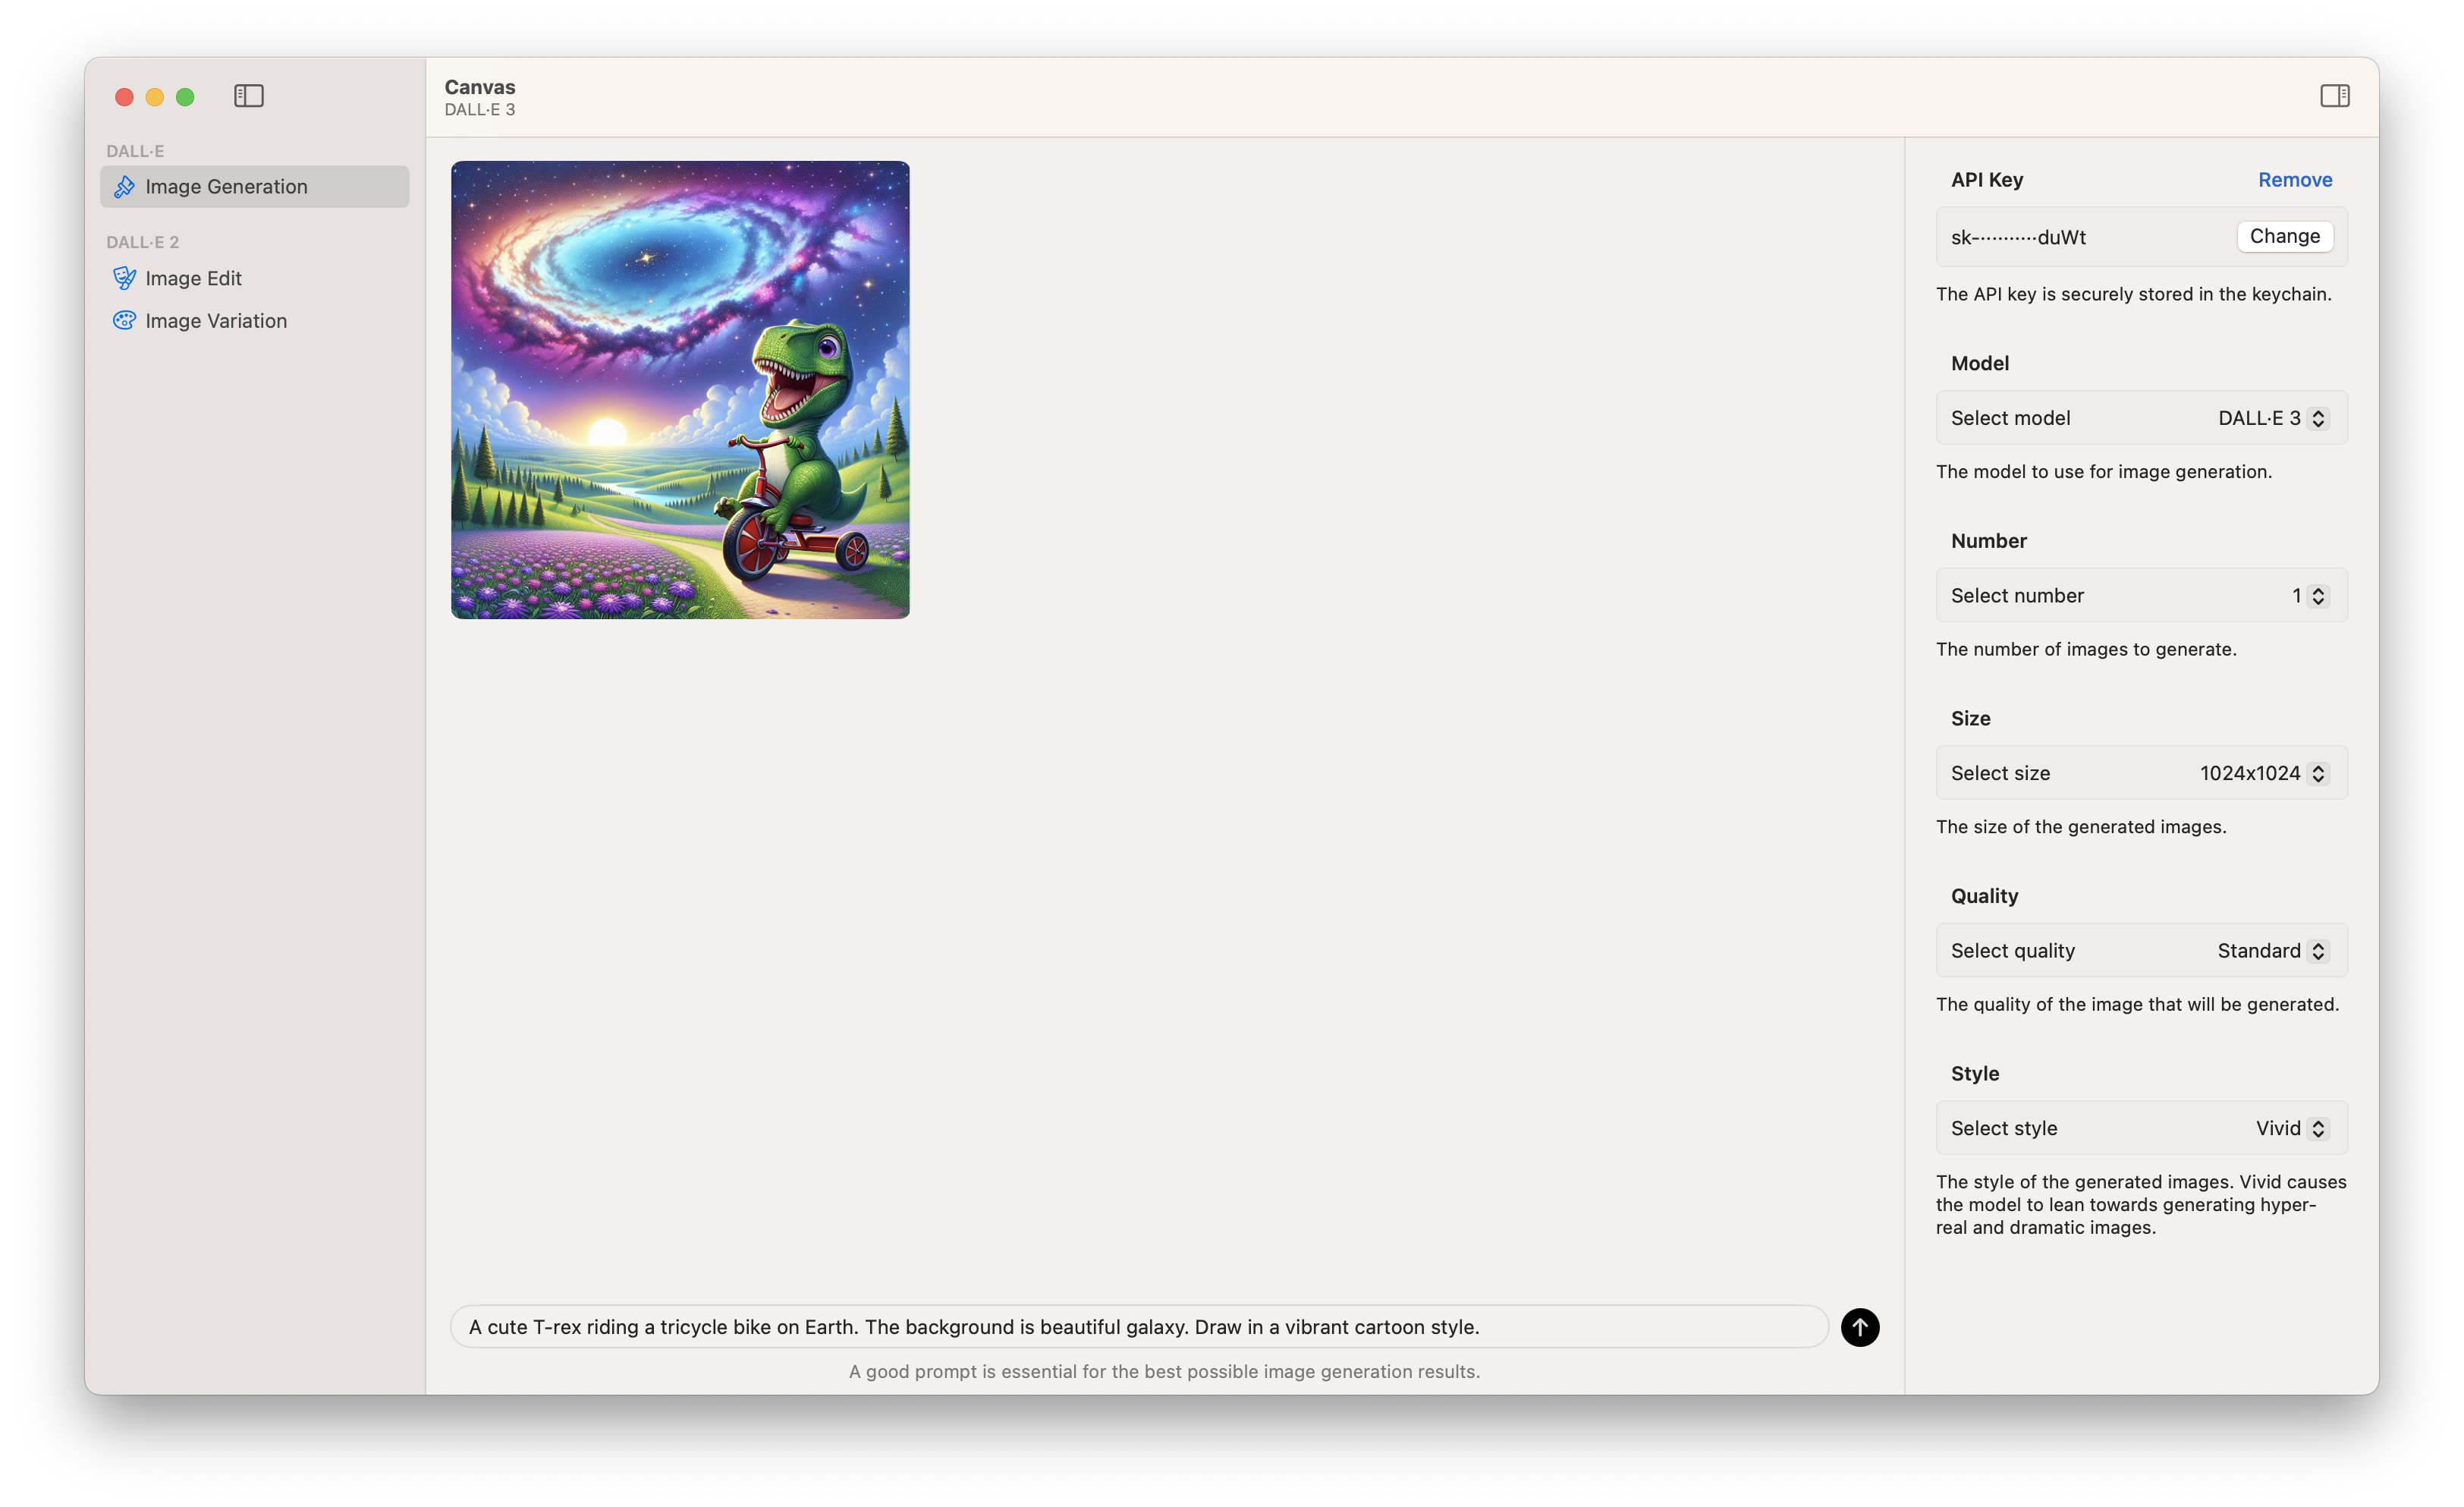 Canvas
DALL·E 3
DALL·E
Image Generation
DALL·E 2
Image Edit
Image Variation
A cute T-rex riding a tricycle bike on Earth. The background is beautiful galaxy. Draw in a vibrant cartoon style.
A good prompt is essential for the best possible image generation results.
API Key Remove
sk-··········duWt Change
The API key is securely stored in the keychain.
Model
Select model DALL·E 3
The model to use for image generation.
Number
Select number 1
The number of images to generate.
Size
Select size 1024x1024
The size of the generated images.
Quality
Select quality Standard
The quality of the image that will be generated.
Style
Select style Vivid
The style of the generated images. Vivid causes
the model to lean towards generating hyper-
real and dramatic images.